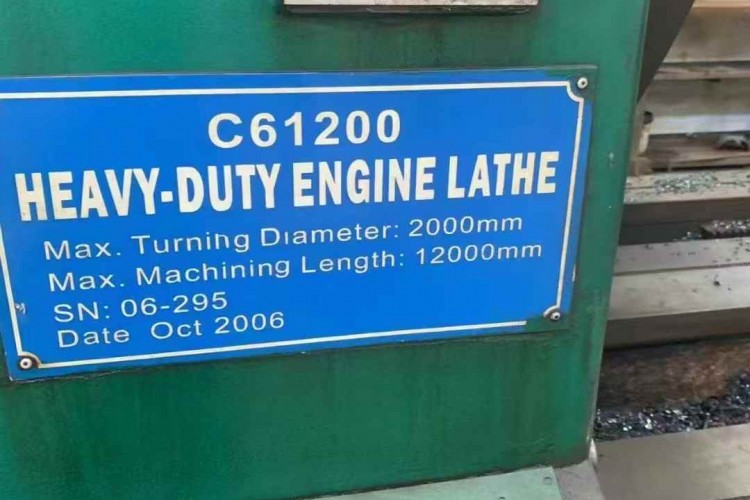 C61200
HEAVY-DUTY ENGINE LATHE
Max. Turning Diameter: 2000mm
Max. Machining Length: 12000mm
SN: 06-295
Date Oct 2006